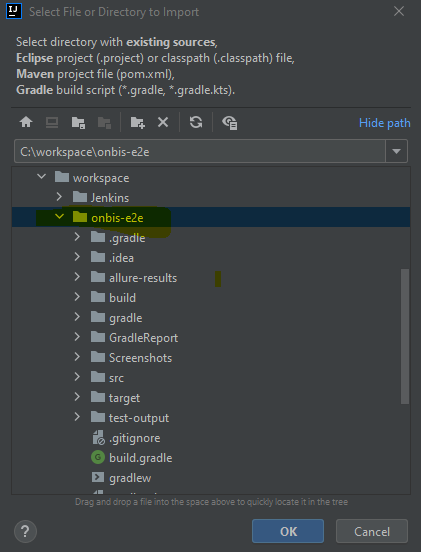 IJ
Select File or Directory to Import
Select directory with existing sources,
Eclipse project (.project) or classpath (.classpath) file,
Maven project file (pom.xml),
Gradle build script (*.gradle, *.gradle.kts).
Hide path
C:\workspace\onbis-e2e
workspace
Jenkins
onbis-e2e
.gradle
.idea
allure-results
build
gradle
GradleReport
Screenshots
src
target
test-output
.gitignore
build.gradle
gradlew
Drag and drop a file into the space above to quickly locate it in the tree
?
OK
Cancel